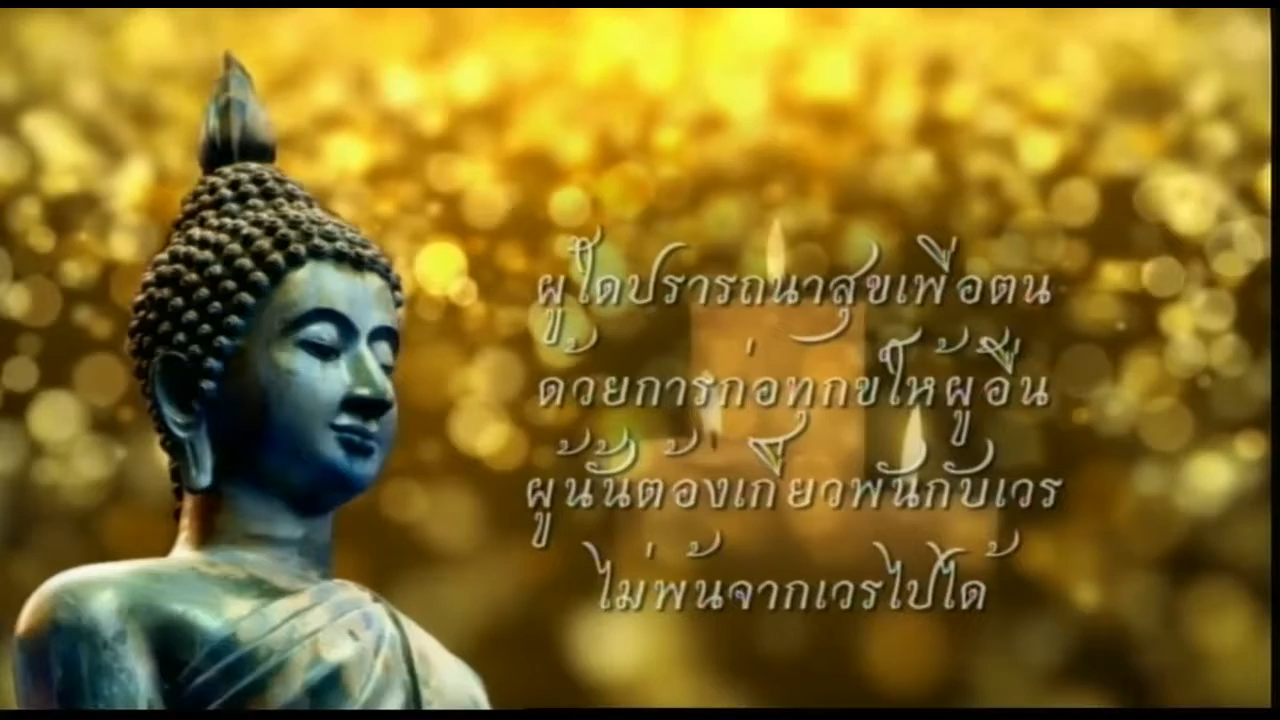 ผู้ใดปรารถนาสุขเพื่อตน
ด้วยการก่อทุกข์ให้ผู้อื่น
ผู้นั้นต้องเกี่ยวพันกับเวร
ไม่พ้นจากเวรไปได้